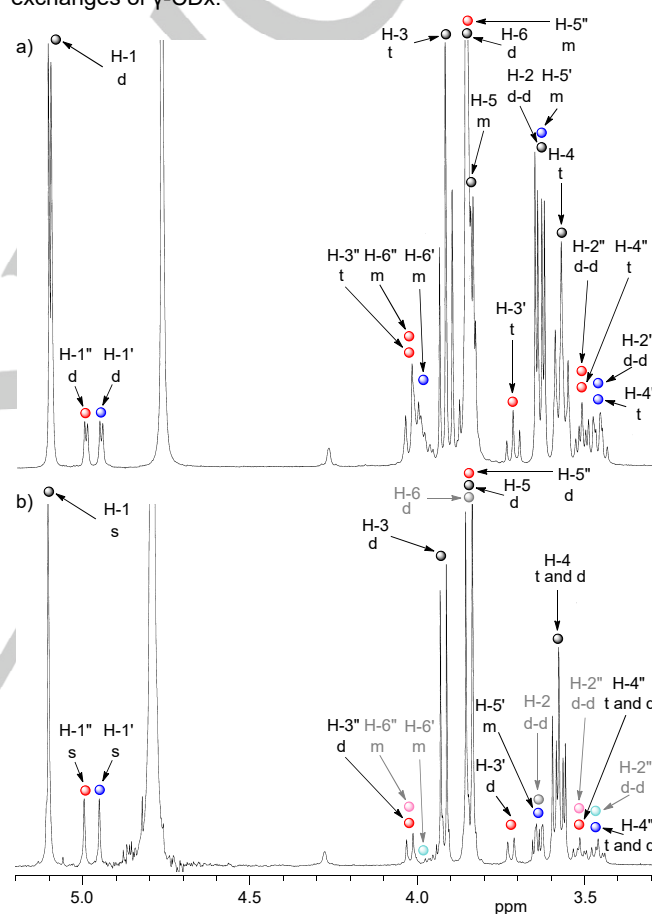 exchanges of γ-CDx.
a)
H-1
d
H-3
t
H-5"
m
H-6
d
H-2 H-5'
d-d m
H-5
m
H-4
t
H-3" H-6" H-6'
t m m
H-2" H-4"
d-d t
H-3'
t
H-1" H-1'
d d
H-2'
d-d
H-4'
t
b)
H-1
s
H-5"
d
H-6
d
H-5
d
H-3
d
H-4
t and d
H-1" H-1'
s s
H-3" H-6" H-6'
d m m
H-5' H-2
m d-d
H-2" H-4"
d-d t and d
H-3'
d
H-2"
d-d
H-4"
t and d
5.0 4.5 4.0 3.5
ppm